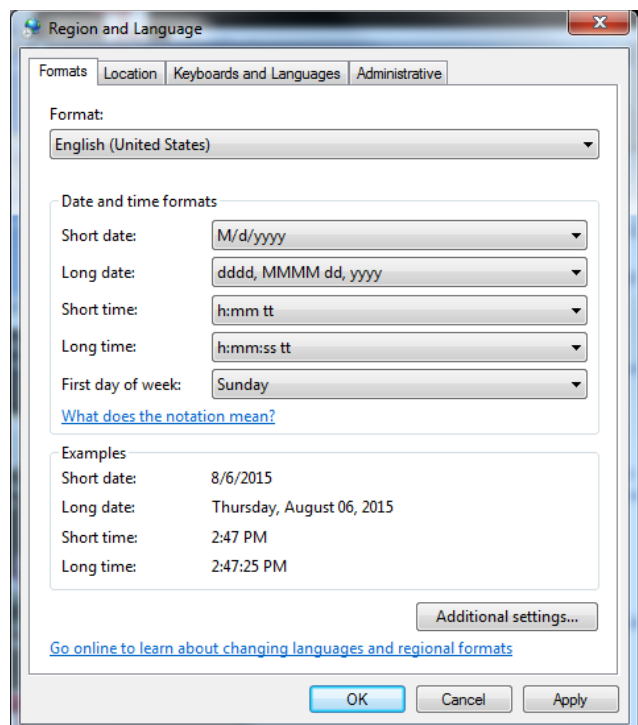 Region and Language
Formats Location Keyboards and Languages Administrative
Format:
English (United States)
Date and time formats
Short date: M/d/yyyy
Long date: dddd, MMMM dd, yyyy
Short time: h:mm tt
Long time: h:mm:ss tt
First day of week: Sunday
What does the notation mean?
Examples
Short date: 8/6/2015
Long date: Thursday, August 06, 2015
Short time: 2:47 PM
Long time: 2:47:25 PM
Additional settings...
Go online to learn about changing languages and regional formats
OK Cancel Apply